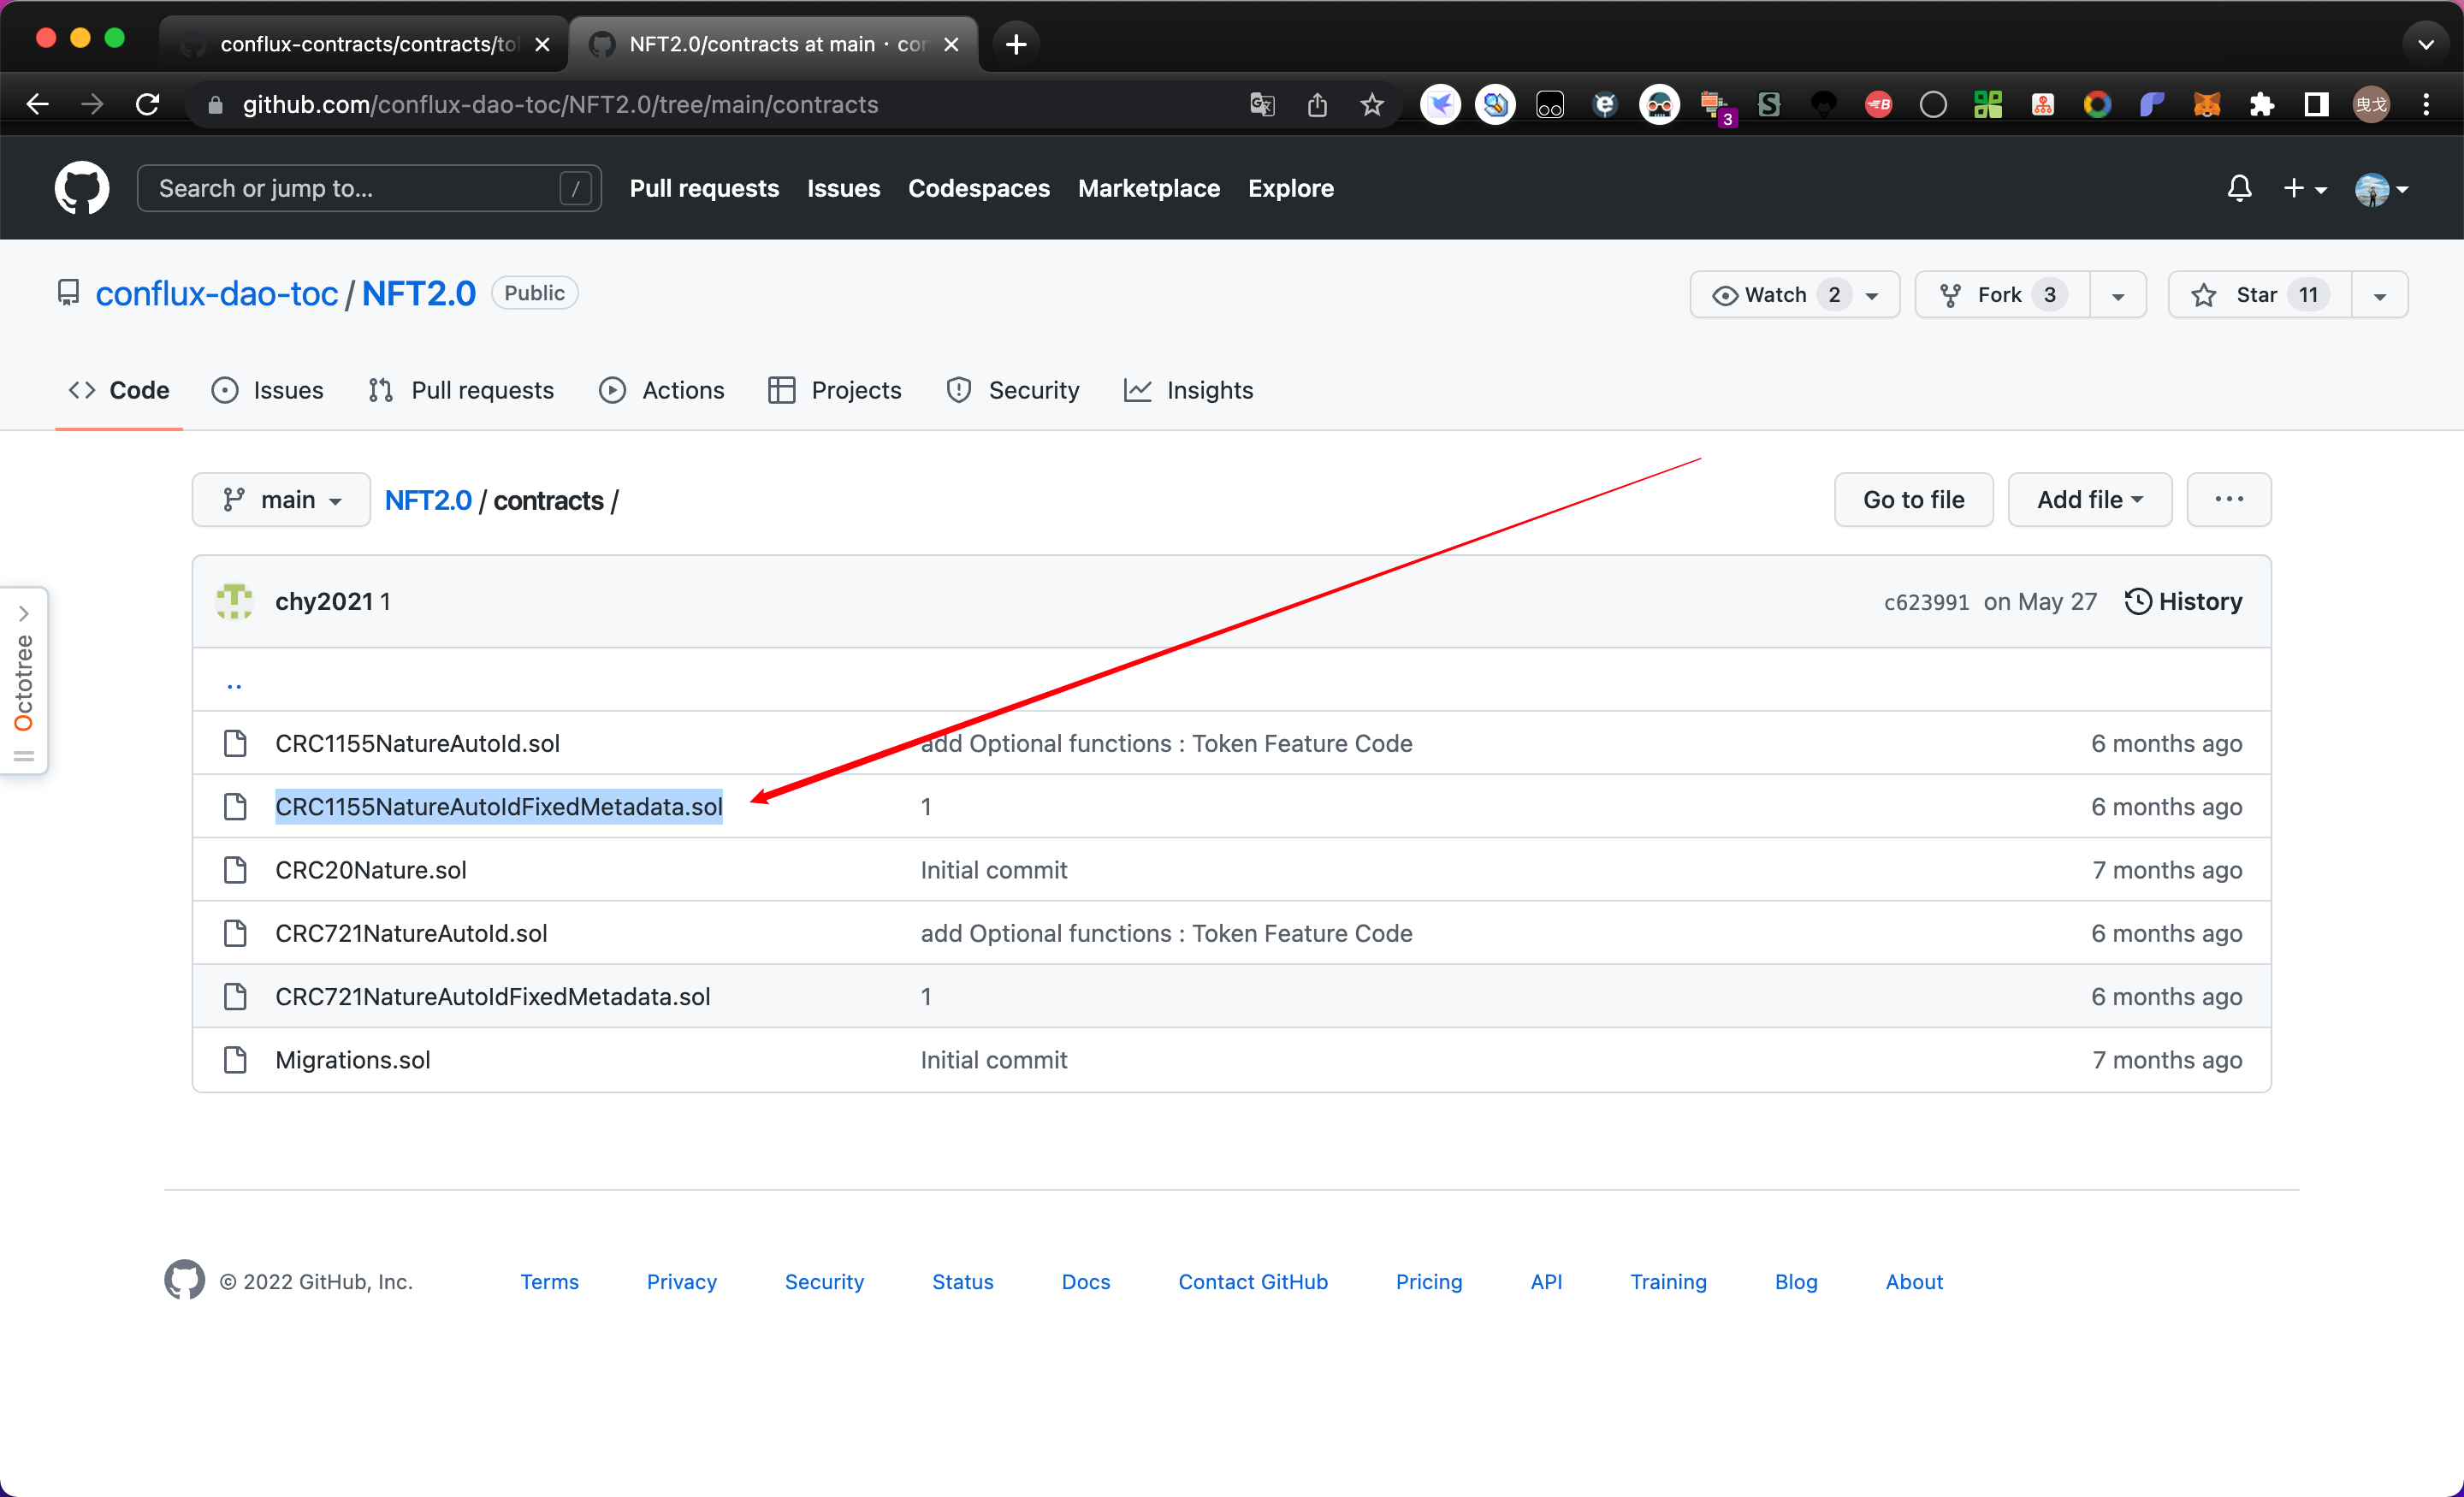 conflux-contracts/contracts/to
NFT2.0/contracts at main · co
github.com/conflux-dao-toc/NFT2.0/tree/main/contracts
3
曳戈
Search or jump to... /
Pull requests Issues Codespaces Marketplace Explore
conflux-dao-toc / NFT2.0 Public
Watch 2 Fork 3 Star 11
Code Issues Pull requests Actions Projects Security Insights
main NFT2.0 / contracts / Go to file Add file ...
chy2021 1 c623991 on May 27 History
Octotree
..
CRC1155NatureAutoId.sol add Optional functions : Token Feature Code 6 months ago
CRC1155NatureAutoIdFixedMetadata.sol 1 6 months ago
CRC20Nature.sol Initial commit 7 months ago
CRC721NatureAutoId.sol add Optional functions : Token Feature Code 6 months ago
CRC721NatureAutoIdFixedMetadata.sol 1 6 months ago
Migrations.sol Initial commit 7 months ago
© 2022 GitHub, Inc. Terms Privacy Security Status Docs Contact GitHub Pricing API Training Blog About